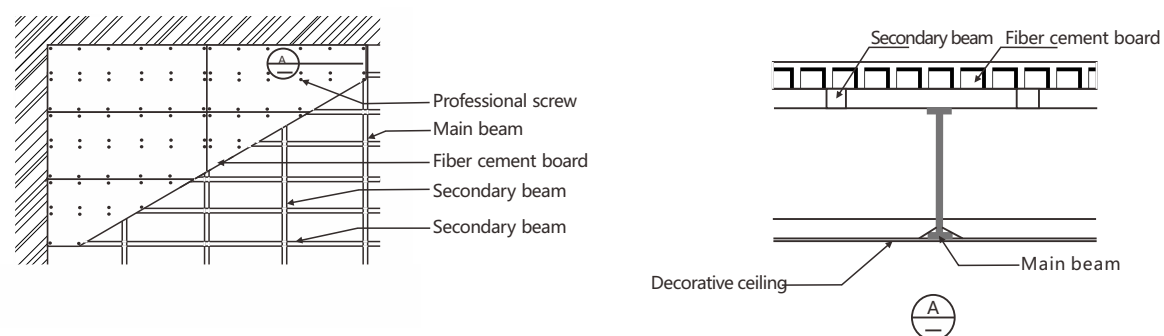 A
Professional screw
Main beam
Fiber cement board
Secondary beam
Secondary beam
Secondary beam
Fiber cement board
Main beam
Decorative ceiling
A